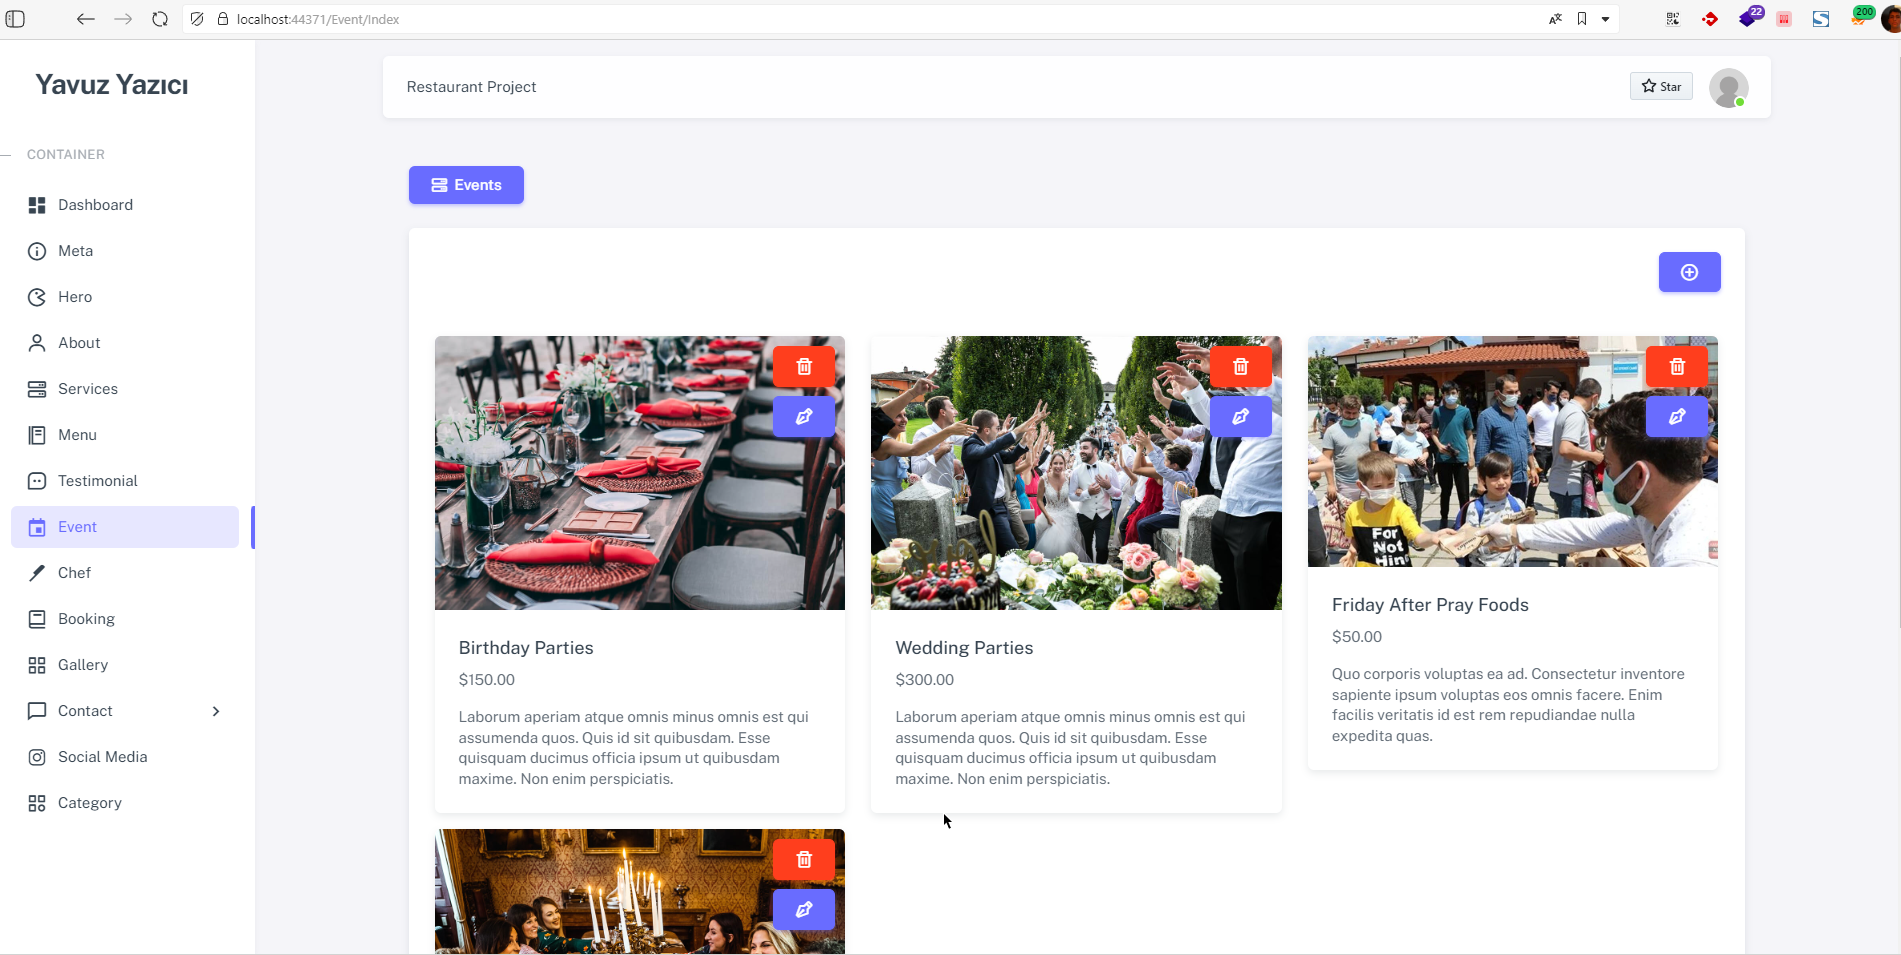 localhost:44371/Event/Index
22
200
Yavuz Yazıcı
Restaurant Project
Star
CONTAINER
Dashboard
Meta
Hero
About
Services
Menu
Testimonial
Event
Chef
Booking
Gallery
Contact
Social Media
Category
Events
For
Not
Hin
Birthday Parties
$150.00
Laborum aperiam atque omnis minus omnis est qui
assumenda quos. Quis id sit quibusdam. Esse
quisquam ducimus officia ipsum ut quibusdam
maxime. Non enim perspiciatis.
Wedding Parties
$300.00
Laborum aperiam atque omnis minus omnis est qui
assumenda quos. Quis id sit quibusdam. Esse
quisquam ducimus officia ipsum ut quibusdam
maxime. Non enim perspiciatis.
Friday After Pray Foods
$50.00
Quo corporis voluptas ea ad. Consectetur inventore
sapiente ipsum voluptas eos omnis facere. Enim
facilis veritatis id est rem repudiandae nulla
expedita quas.